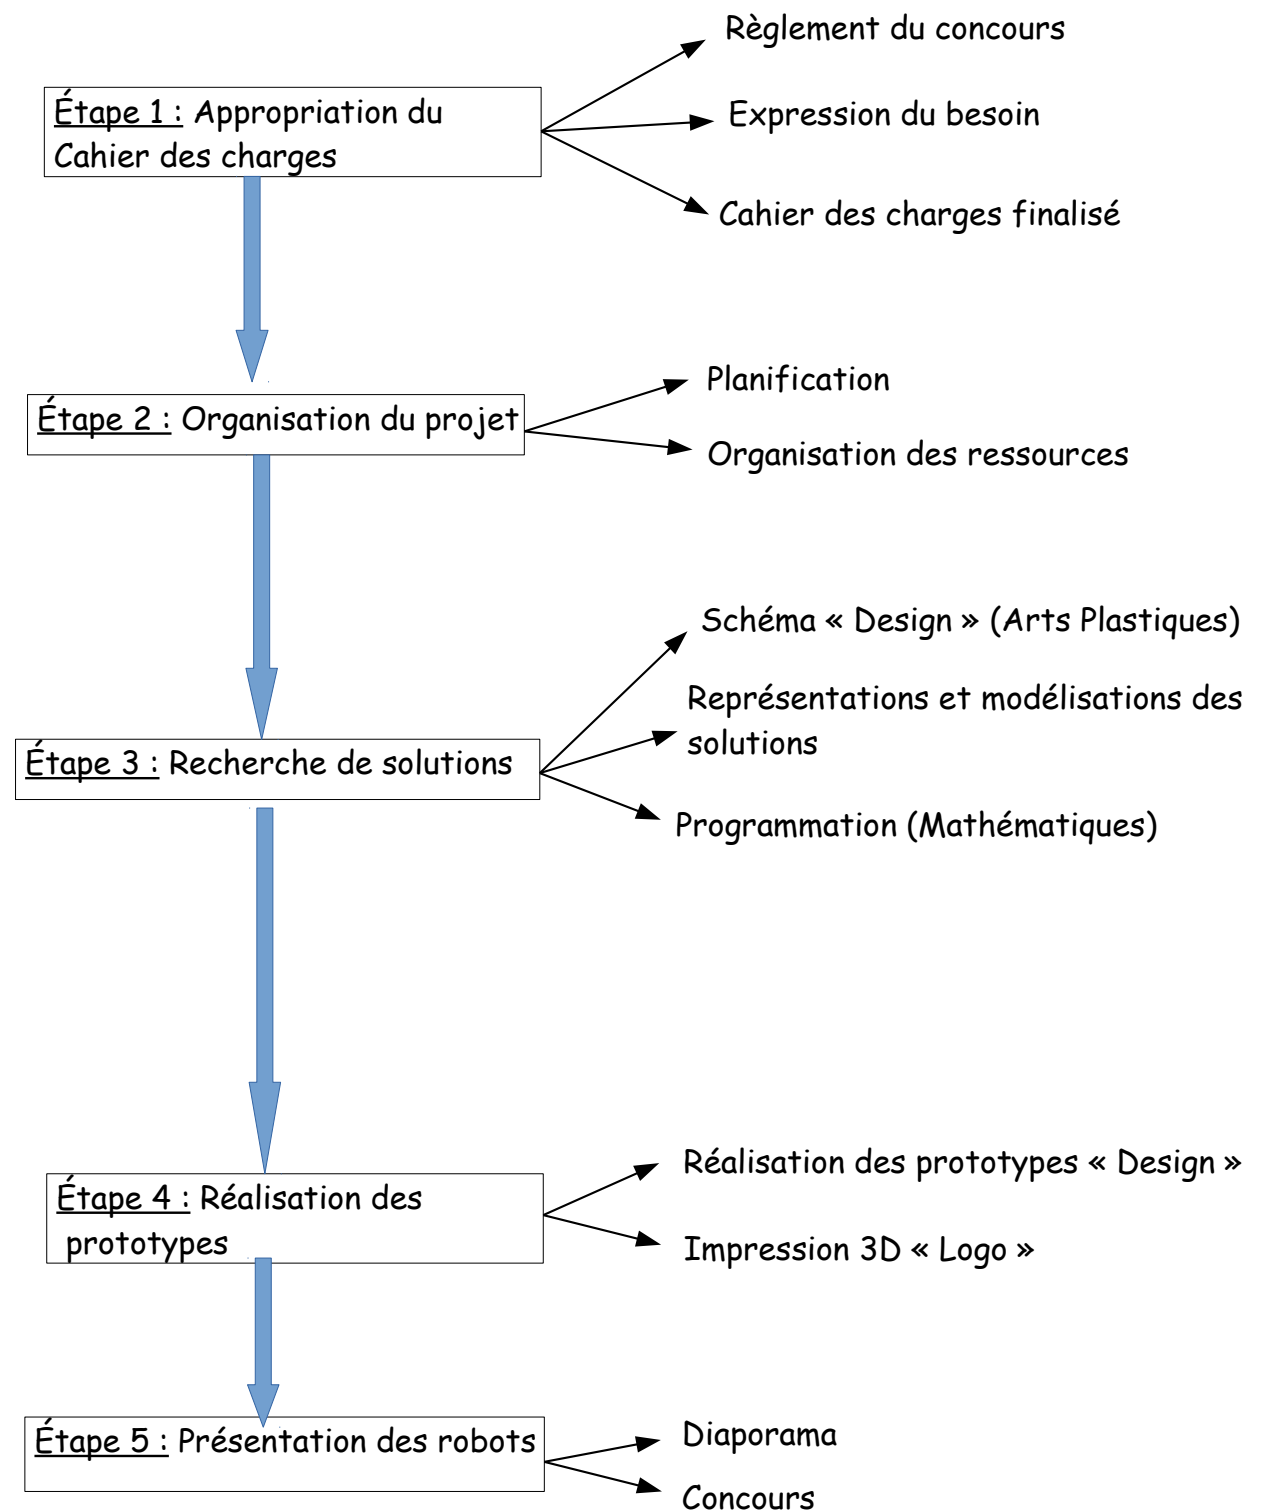 Règlement du concours
Étape 1 : Appropriation du
Cahier des charges
Expression du besoin
Cahier des charges finalisé
Étape 2 : Organisation du projet
Planification
Organisation des ressources
Étape 3 : Recherche de solutions
Schéma « Design » (Arts Plastiques)
Représentations et modélisations des
solutions
Programmation (Mathématiques)
Étape 4 : Réalisation des
prototypes
Réalisation des prototypes « Design »
Impression 3D « Logo »
Étape 5 : Présentation des robots
Diaporama
Concours